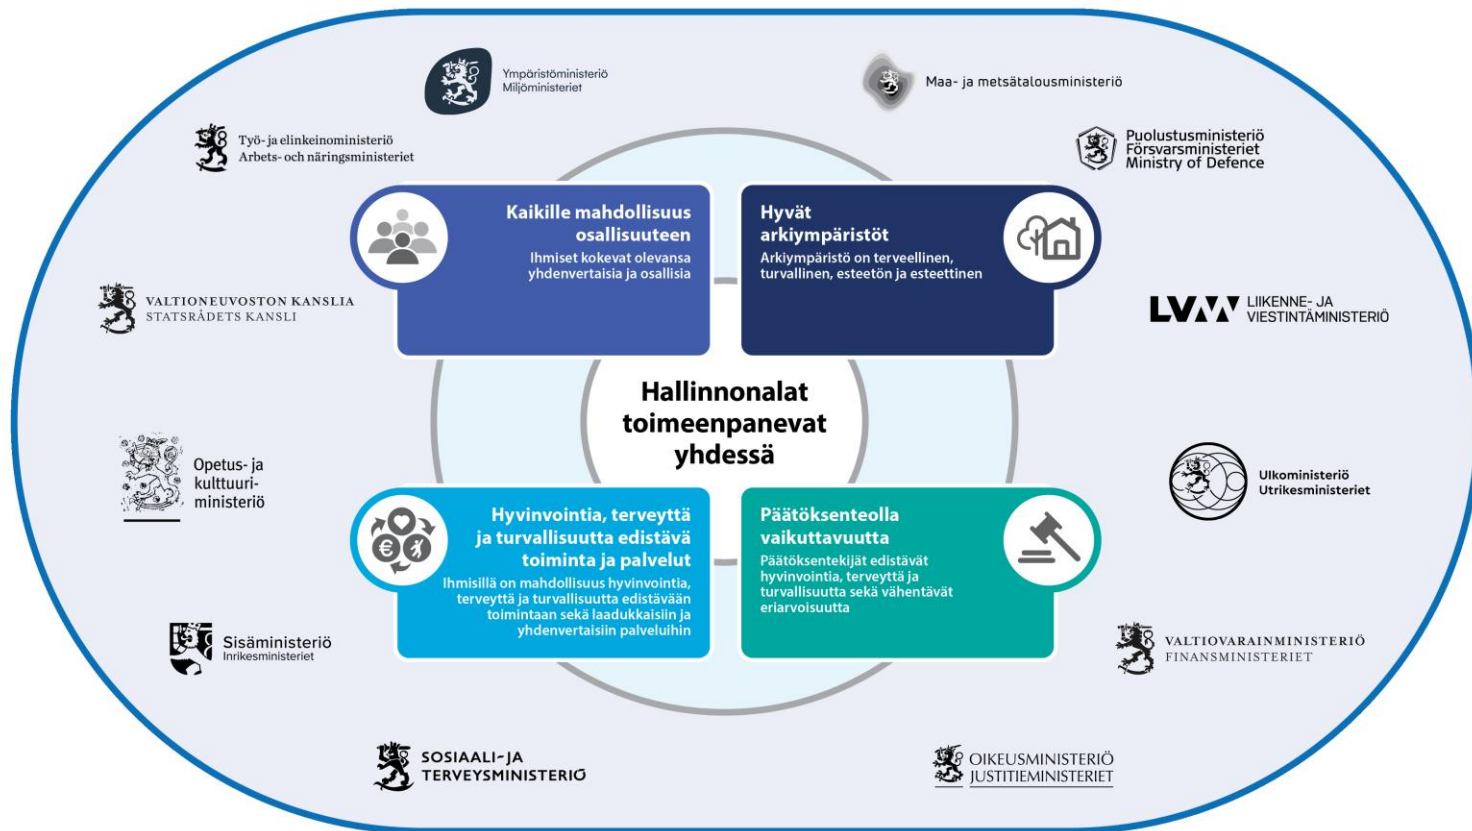 Ympäristöministeriö
Miljöministeriet
Maa- ja metsätalousministeriö
Työ- ja elinkeinoministeriö
Arbets- och näringsministeriet
Puolustusministeriö
Försvarsministeriet
Ministry of Defence
Kaikille mahdollisuus
osallisuuteen
Ihmiset kokevat olevansa
yhdenvertaisia ja osallisia
Hyvät
arkiympäristöt
Arkiympäristö on terveellinen,
turvallinen, esteetön ja esteettinen
VALTIONEUVOSTON KANSLIA
STATSRÅDETS KANSLI
LVM LIIKENNE- JA
VIESTINTÄMINISTERIÖ
Hallinnonalat
toimeenpanevat
yhdessä
Opetus- ja
kulttuuri-
ministeriö
Ulkoministeriö
Utrikesministeriet
Hyvinvointia, terveyttä
ja turvallisuutta edistävä
toiminta ja palvelut
Ihmisillä on mahdollisuus hyvinvointia,
terveyttä ja turvallisuutta edistävään
toimintaan sekä laadukkaisiin ja
yhdenvertaisiin palveluihin
€
Päätöksenteolla
vaikuttavuutta
Päätöksentekijät edistävät
hyvinvointia, terveyttä ja
turvallisuutta sekä vähentävät
eriarvoisuutta
Sisäministeriö
Inrikesministeriet
VALTIOVARAINMINISTERIÖ
FINANSMINISTERIET
SOSIAALI- JA
TERVEYSMINISTERIÖ
OIKEUSMINISTERIÖ
JUSTITIEMINISTERIET